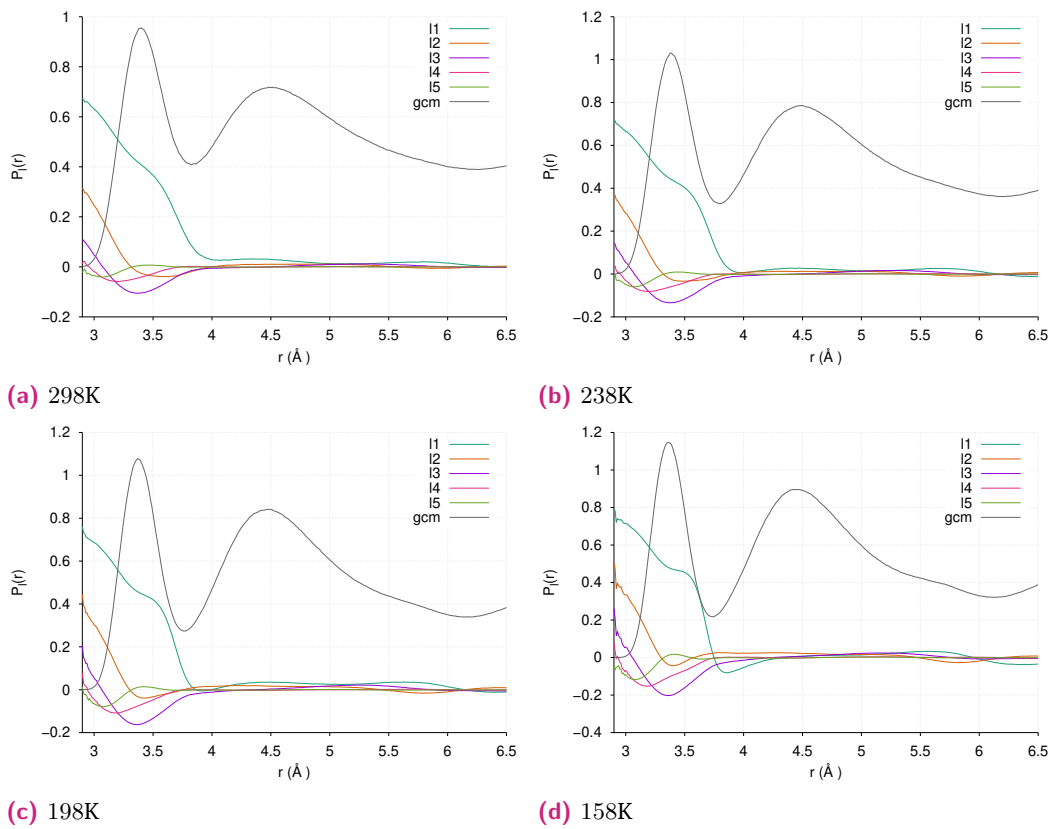 1
0.8
0.6
0.4
0.2
0
−0.2
P_l(r)
3 3.5 4 4.5 5 5.5 6 6.5
r (Å )
l1
l2
l3
l4
l5
gcm
(a) 298K
1.2
1
0.8
0.6
0.4
0.2
0
−0.2
P_l(r)
3 3.5 4 4.5 5 5.5 6 6.5
r (Å )
l1
l2
l3
l4
l5
gcm
(b) 238K
1.2
1
0.8
0.6
0.4
0.2
0
−0.2
P_l(r)
3 3.5 4 4.5 5 5.5 6 6.5
r (Å )
l1
l2
l3
l4
l5
gcm
(c) 198K
1.2
1
0.8
0.6
0.4
0.2
0
−0.2
−0.4
P_l(r)
3 3.5 4 4.5 5 5.5 6 6.5
r (Å )
l1
l2
l3
l4
l5
gcm
(d) 158K